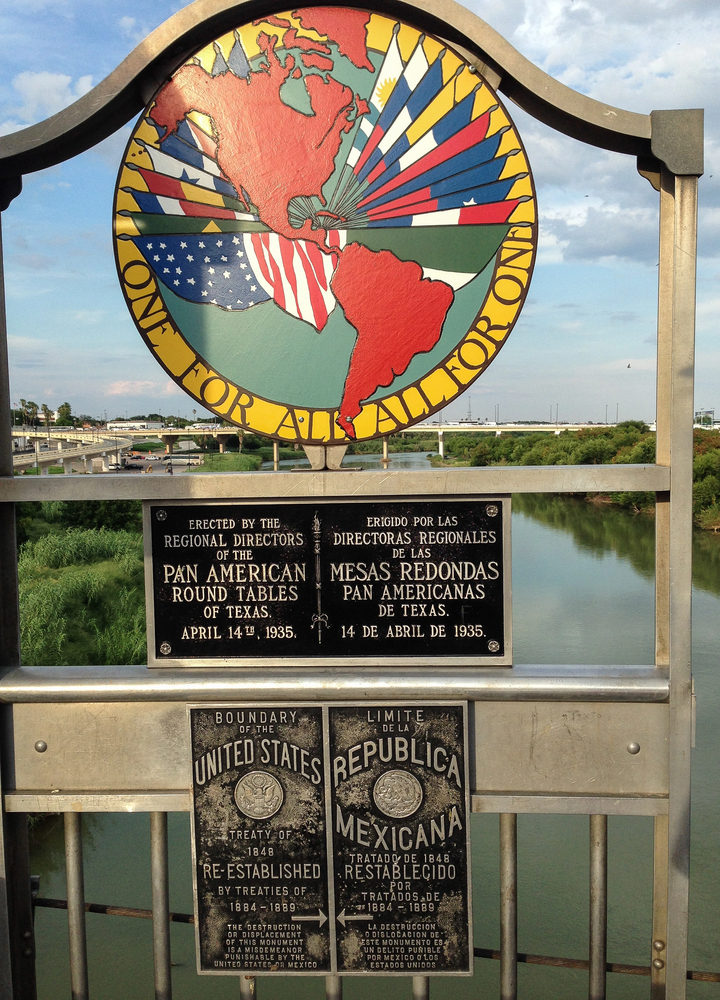 ONE FOR ALL ALL FOR ONE
ERECTED BY THE
REGIONAL DIRECTORS
OF THE
PAN AMERICAN
ROUND TABLES
OF TEXAS.
APRIL 14TH, 1935.
ERIGIDO POR LAS
DIRECTORAS REGIONALES
DE LAS
MESAS REDONDAS
PAN AMERICANAS
DE TEXAS.
14 DE ABRIL DE 1935.
BOUNDARY
OF THE
UNITED STATES
TREATY OF
1848
RE-ESTABLISHED
BY TREATIES OF
1884-1889
THE DESTRUCTION
OR DISPLACEMENT
OF THIS MONUMENT
IS A MISDEMEANOR
PUNISHABLE BY THE
UNITED STATES OR MEXICO
LIMITE
DE LA
REPUBLICA
MEXICANA
TRATADO DE 1848
RESTABLECIDO
POR
TRATADOS DE
1884-1889
LA DESTRUCCION
O DISLOCACION DE
ESTE MONUMENTO ES
UN DELITO PUNIBLE
POR MEXICO O LOS
ESTADOS UNIDOS